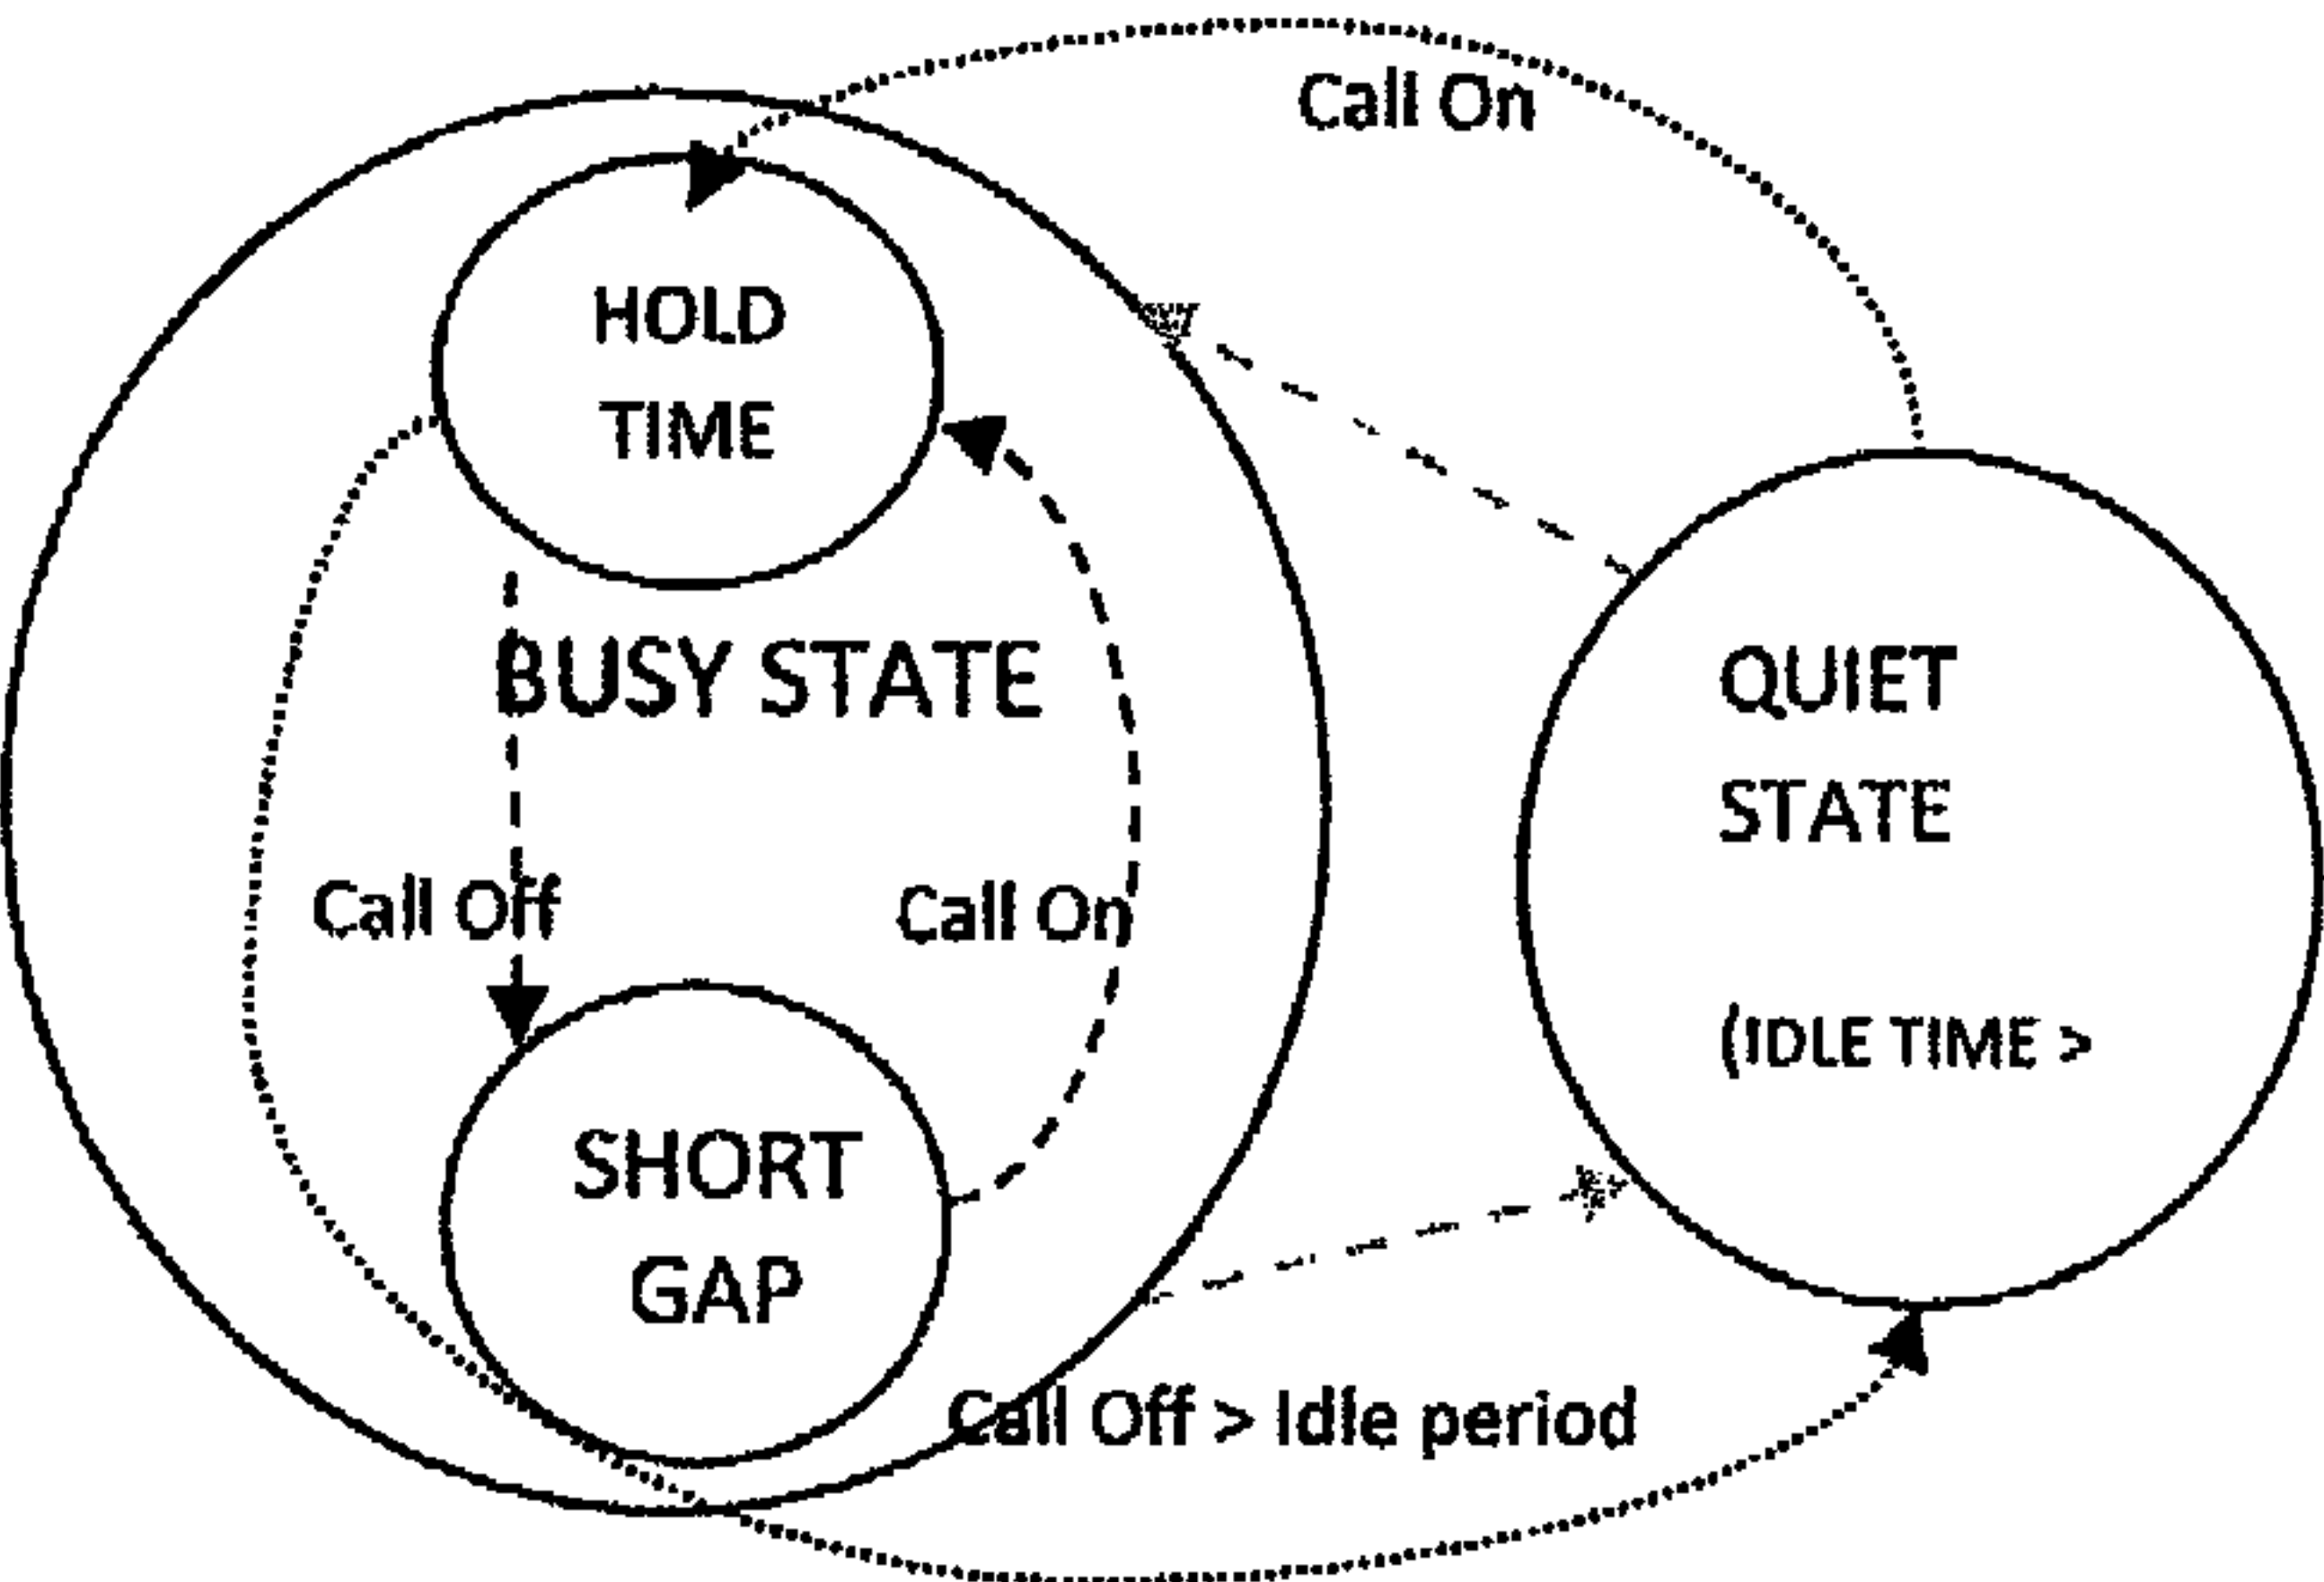 Call On
HOLD
TIME
BUSY STATE
QUIET
STATE
Call Off
Call On
(IDLE TIME >
SHORT
GAP
Call Off > Idle period